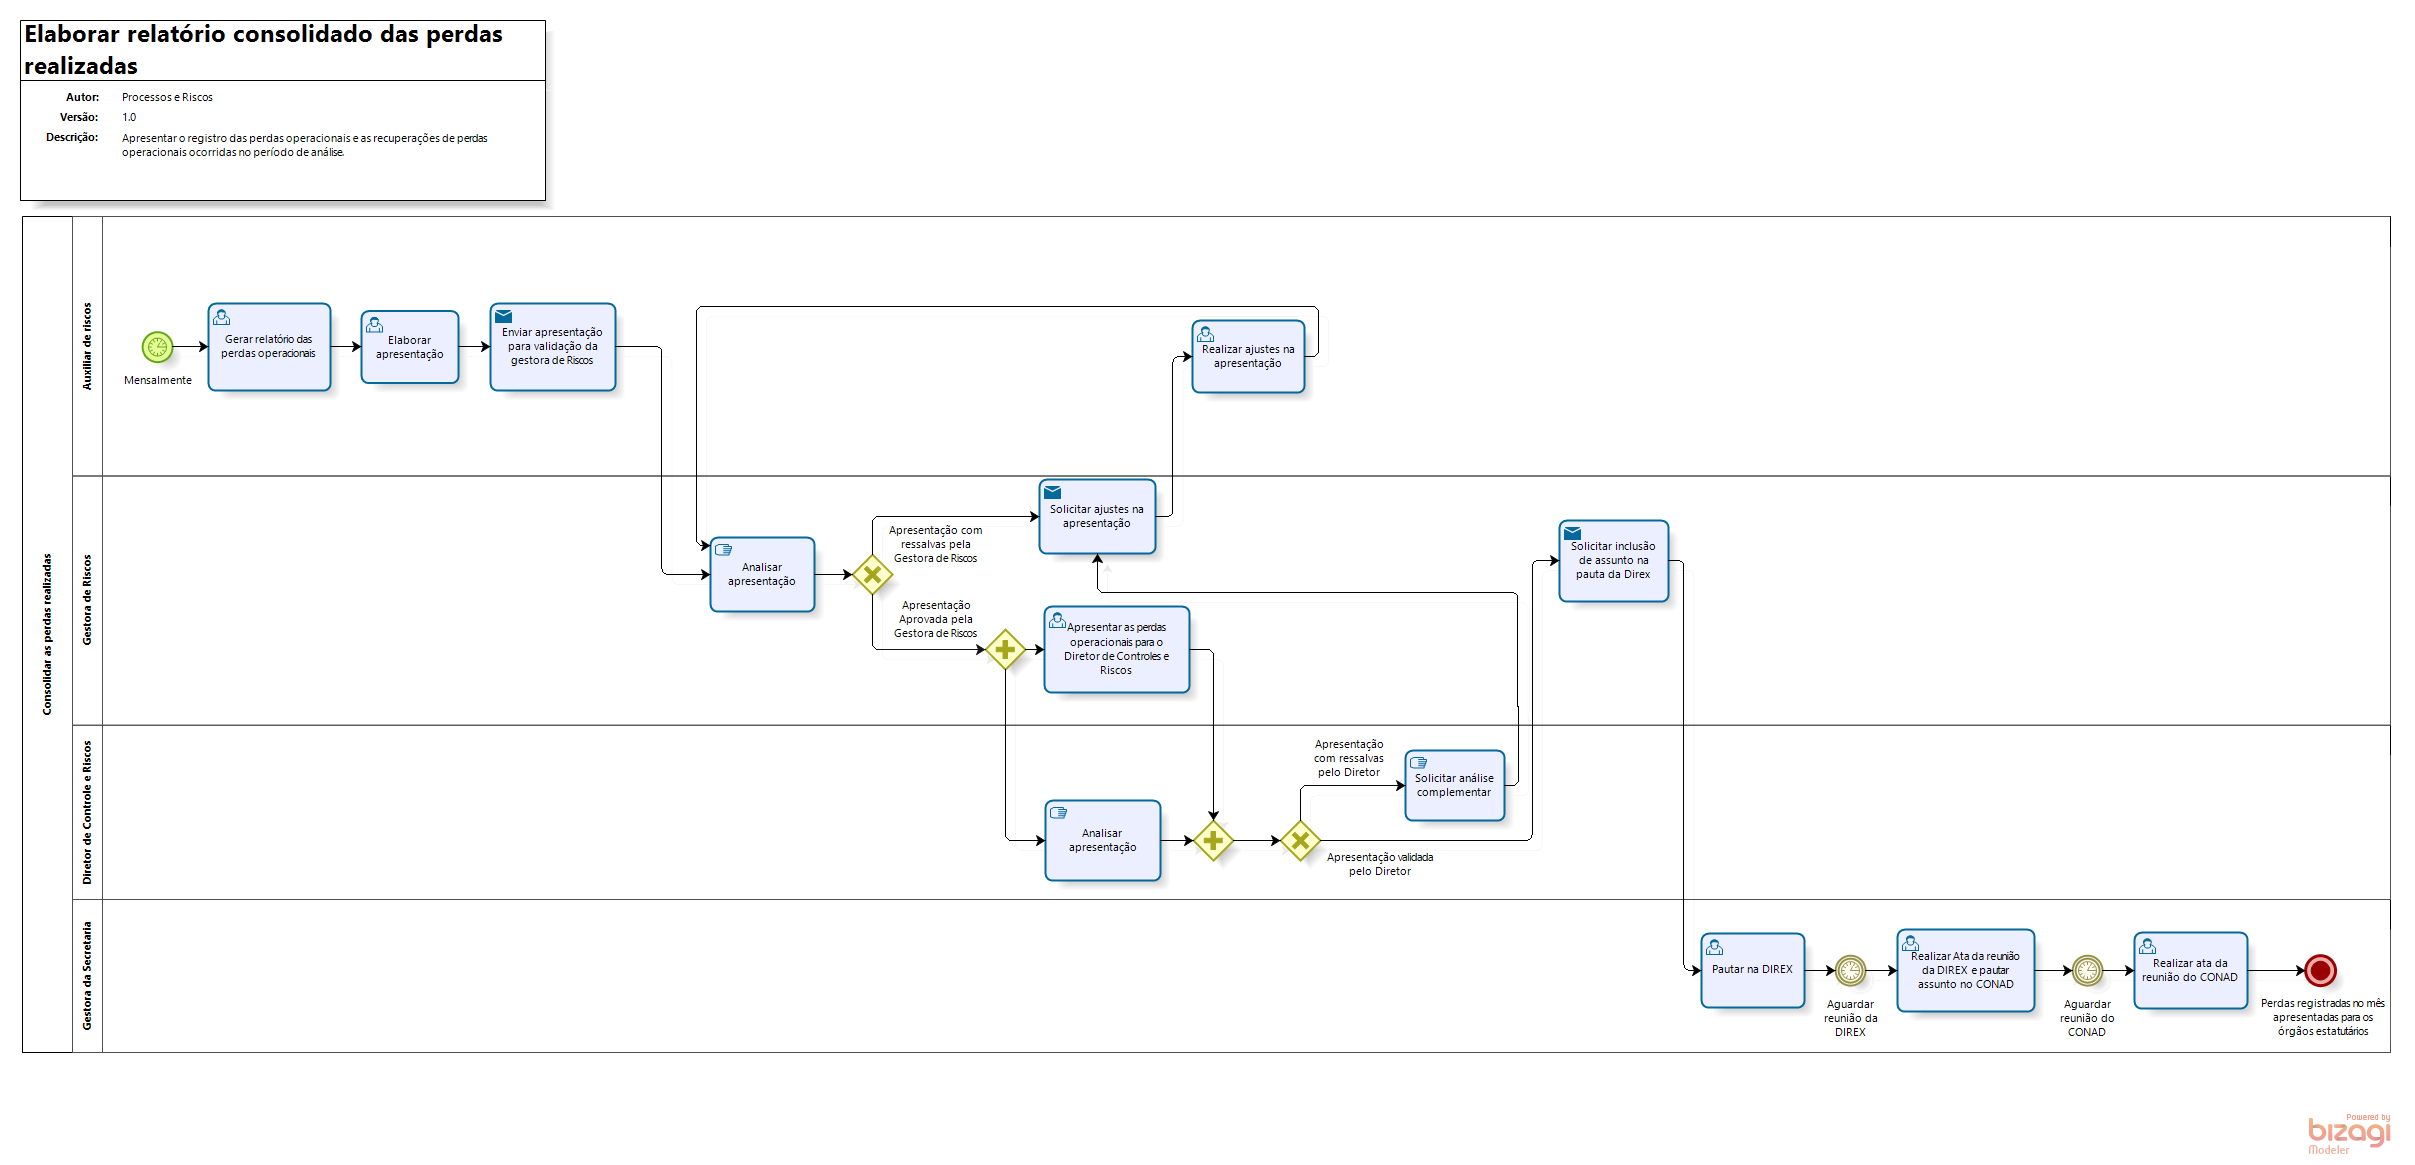 Elaborar relatório consolidado das perdas
realizadas
Autor: Processos e Riscos
Versão: 1.0
Descrição: Apresentar o registro das perdas operacionais e as recuperações de perdas
operacionais ocorridas no período de análise.
Consolidar as perdas realizadas
Auxiliar de riscos
Mensalmente
Gerar relatório das
perdas operacionais
Elaborar
apresentação
Enviar apresentação
para validação da
gestora de Riscos
Realizar ajustes na
apresentação
Gestora de Riscos
Analisar
apresentação
Apresentação com
ressalvas pela
Gestora de Riscos
Apresentação
Aprovada pela
Gestora de Riscos
Solicitar ajustes na
apresentação
Apresentar as perdas
operacionais para o
Diretor de Controles e
Riscos
Solicitar inclusão
de assunto na
pauta da Direx
Diretor de Controle e Riscos
Analisar
apresentação
Apresentação
com ressalvas
pelo Diretor
Solicitar análise
complementar
Apresentação validada
pelo Diretor
Gestora da Secretaria
Pautar na DIREX
Aguardar
reunião da
DIREX
Realizar Ata da reunião
da DIREX e pautar
assunto no CONAD
Aguardar
reunião do
CONAD
Realizar ata da
reunião do CONAD
Perdas registradas no mês
apresentadas para os
órgãos estatutários
Powered by
bizagi
Modeler